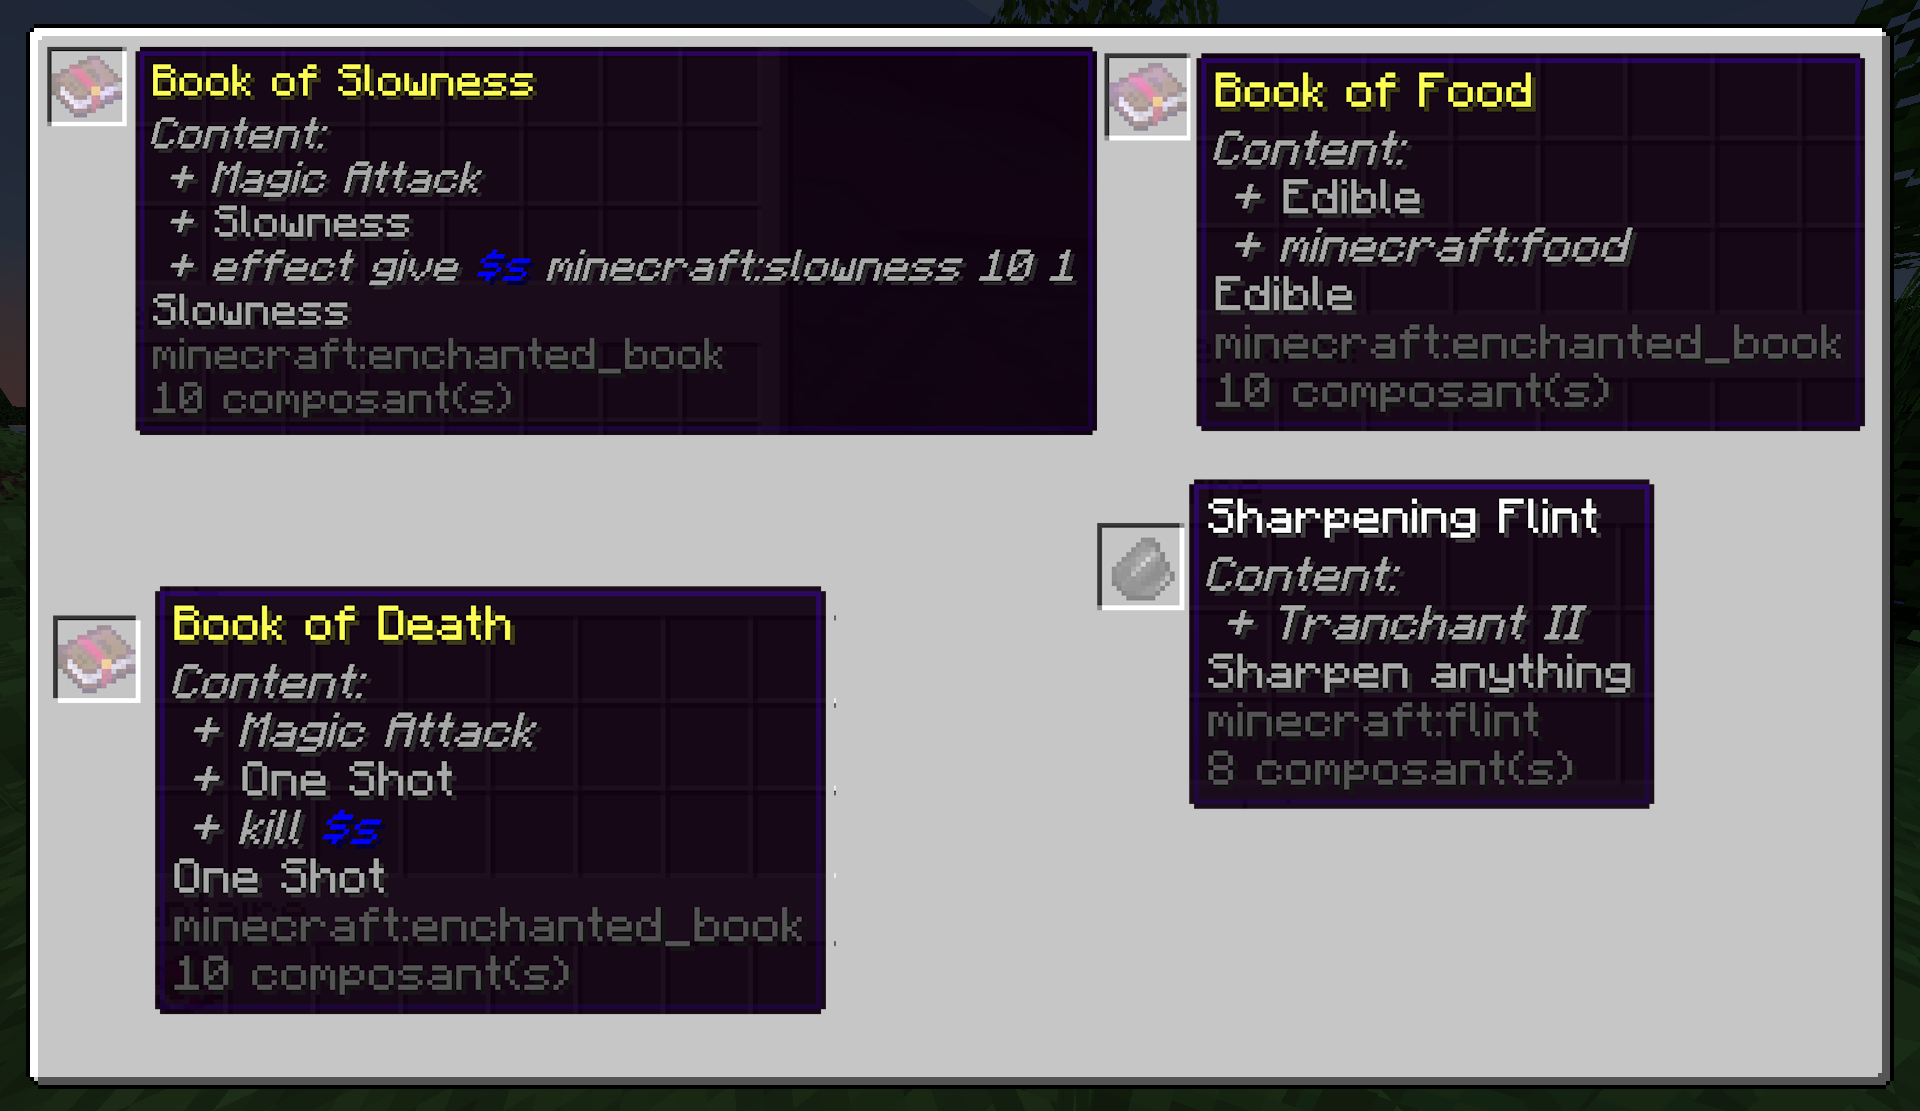 Book of Slowness
Content:
+ Magic Attack
+ Slowness
+ effect give $s minecraft:slowness 10 1
Slowness
minecraft:enchanted_book
10 composant(s)
Book of Food
Content:
+ Edible
+ minecraft:food
Edible
minecraft:enchanted_book
10 composant(s)
Book of Death
Content:
+ Magic Attack
+ One Shot
+ kill $s
One Shot
minecraft:enchanted_book
10 composant(s)
Sharpening Flint
Content:
+ Tranchant II
Sharpen anything
minecraft:flint
8 composant(s)